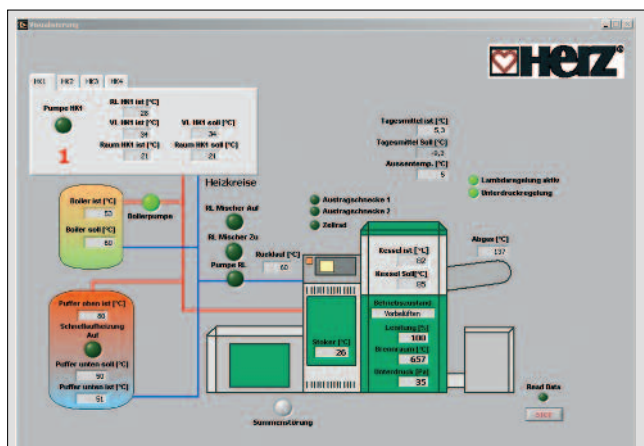 Visualisierung
HERZ®
HK1 HK2 HK3 HK4
Pumpe HK1
RL HK1 ist [°C]
28
VL HK1 ist [°C]
34
VL HK1 soll [°C]
34
Raum HK1 ist [°C]
21
Raum HK1 soll [°C]
21
1
Tagesmittel ist [°C]
5,3
Tagesmittel Soll [°C]
Aussentemp. [°C]
5
Lambdaregelung aktiv
Unterdruckregelung
Heizkreise
Boiler ist [°C]
53
Boiler soll [°C]
60
Boilerpumpe
RL Mischer Auf
RL Mischer Zu
Pumpe RL
Austragschnecke 1
Austragschnecke 2
Zellrad
Rücklauf [°C]
60
Kessel ist [°C]
82
Kessel Soll [°C]
85
Abgas [°C]
137
Betriebszustand
Vorbelüften
Leistung [%]
100
Brennraum [°C]
657
Unterdruck [Pa]
35
Stoker [°C]
26
Puffer oben ist [°C]
Schnellaufheizung
Auf
Puffer unten soll [°C]
Puffer unten ist [°C]
51
Summenstörung
Read Data
STOP